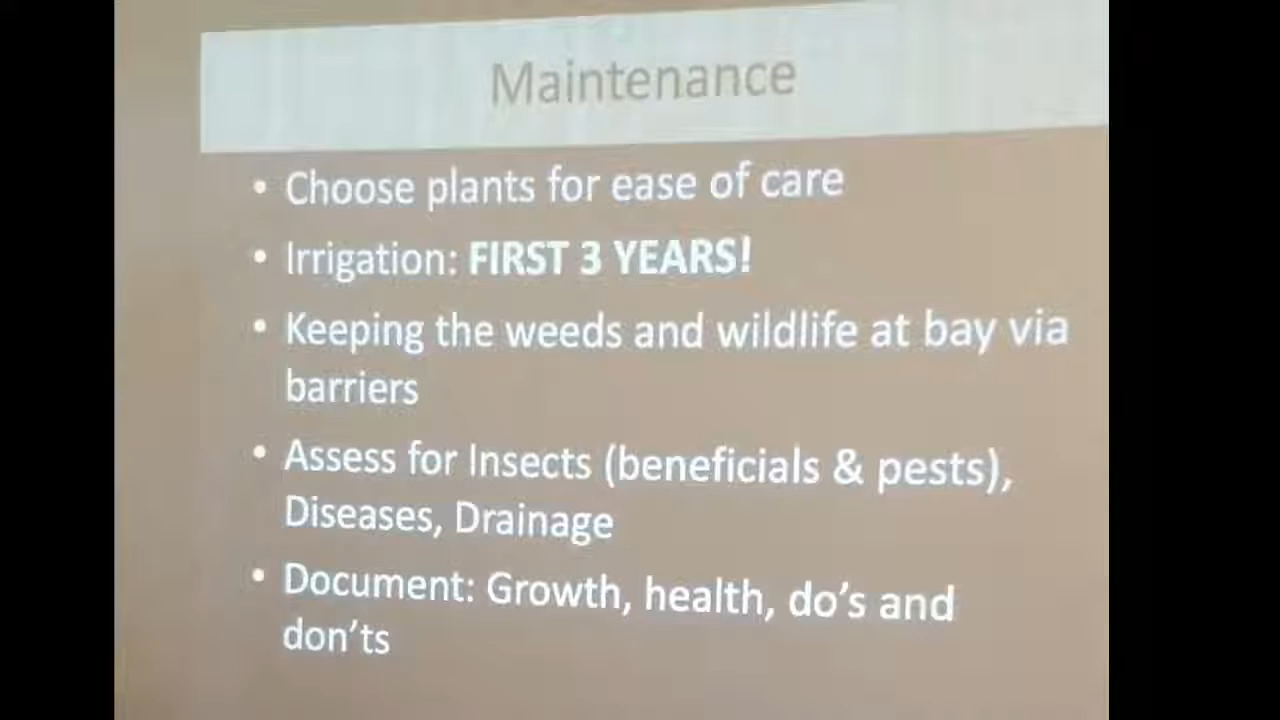 Maintenance
• Choose plants for ease of care
• Irrigation: FIRST 3 YEARS!
• Keeping the weeds and wildlife at bay via
barriers
• Assess for Insects (beneficials & pests),
Diseases, Drainage
• Document: Growth, health, do's and
don'ts